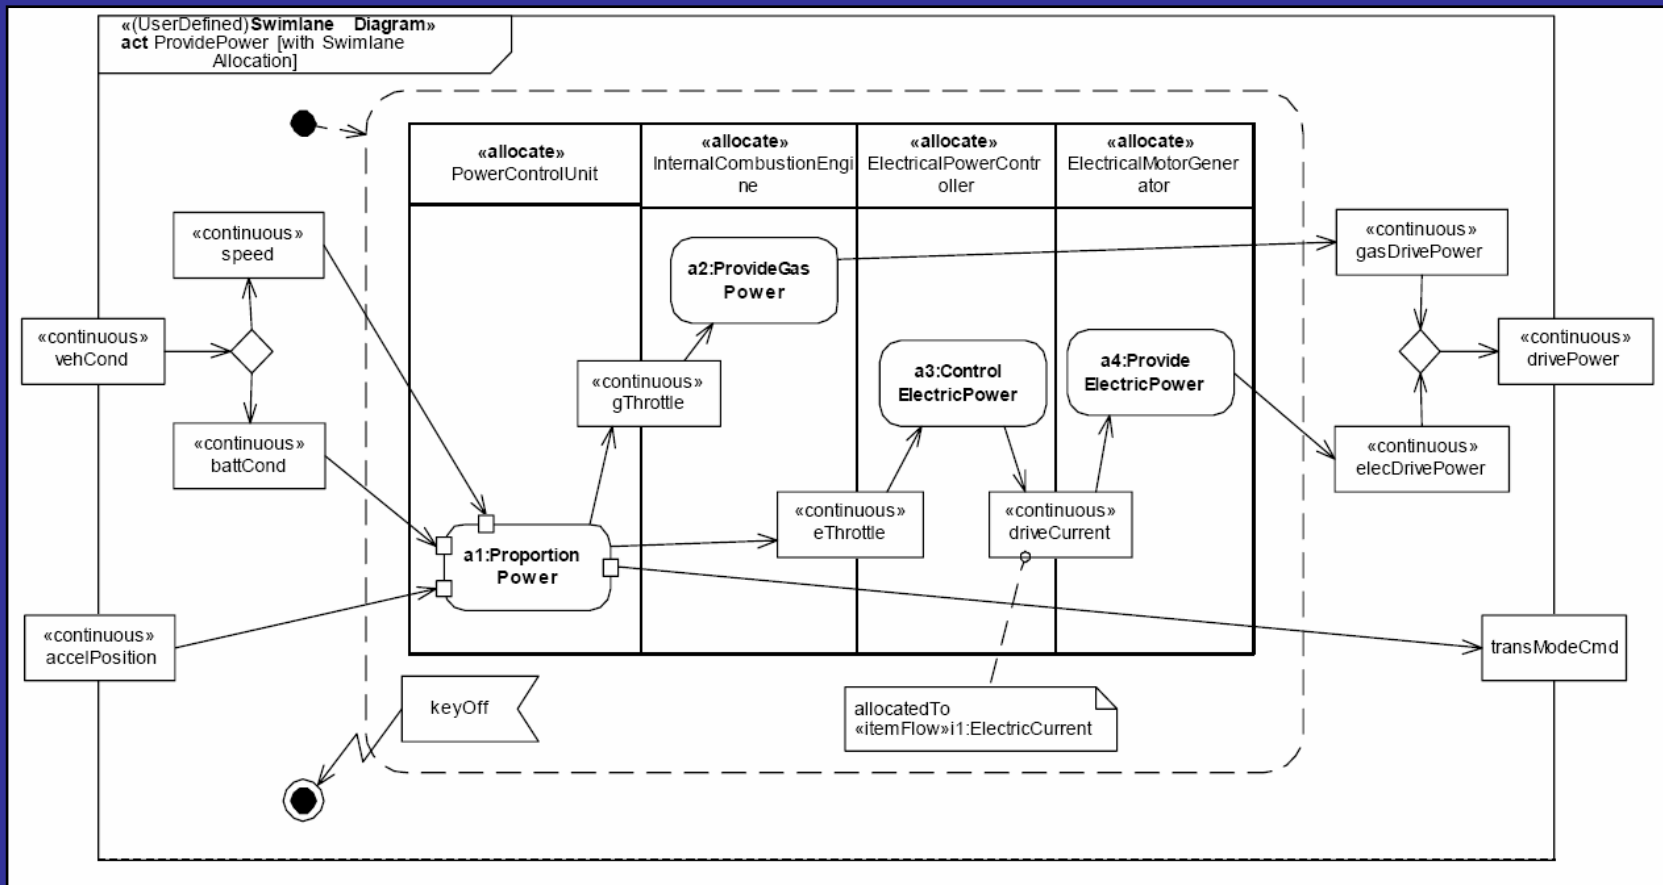 «(UserDefined)Swimlane Diagram»
act ProvidePower [with Swimlane
Allocation]
«allocate»
PowerControlUnit
«allocate»
InternalCombustionEngi
ne
«allocate»
ElectricalPowerContr
oller
«allocate»
ElectricalMotorGener
ator
«continuous»
speed
«continuous»
vehCond
«continuous»
battCond
«continuous»
accelPosition
a1:Proportion
Power
«continuous»
gThrottle
a2:ProvideGas
Power
«continuous»
eThrottle
a3:Control
ElectricPower
«continuous»
driveCurrent
a4:Provide
ElectricPower
«continuous»
gasDrivePower
«continuous»
drivePower
«continuous»
elecDrivePower
transModeCmd
keyOff
allocatedTo
«itemFlow»i1:ElectricCurrent